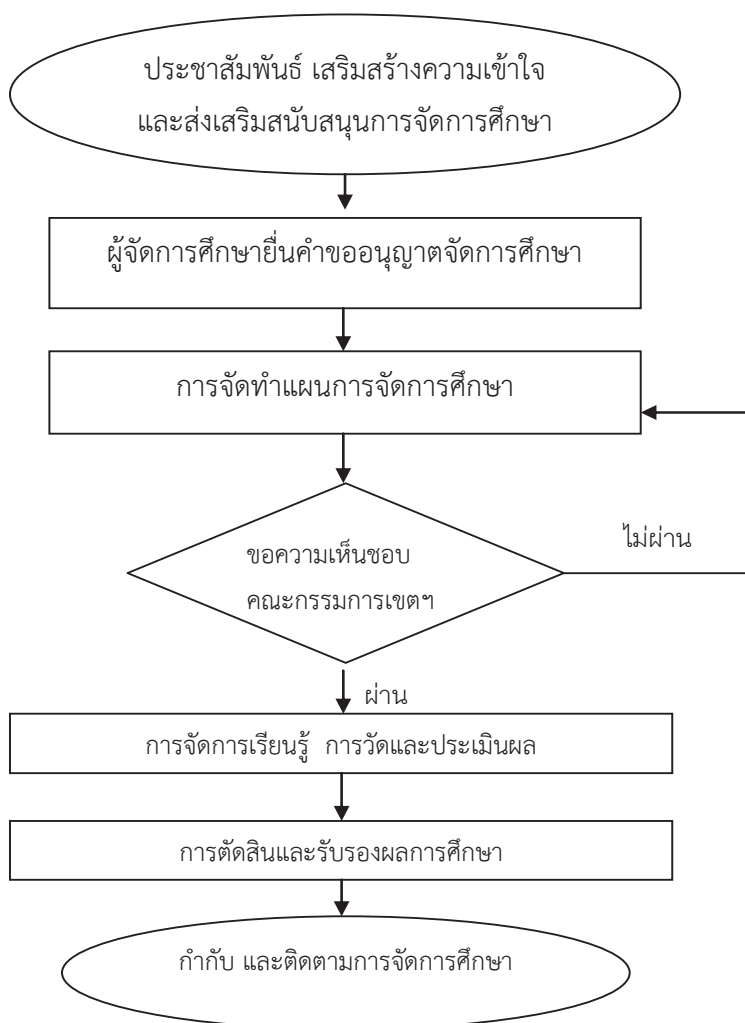 ประชาสัมพันธ์ เสริมสร้างความเข้าใจ
และส่งเสริมสนับสนุนการจัดการศึกษา
ผู้จัดการศึกษายื่นคำขออนุญาตจัดการศึกษา
การจัดทำแผนการจัดการศึกษา
ขอความเห็นชอบ
คณะกรรมการเขตฯ
ไม่ผ่าน
ผ่าน
การจัดการเรียนรู้ การวัดและประเมินผล
การตัดสินและรับรองผลการศึกษา
กำกับ และติดตามการจัดการศึกษา